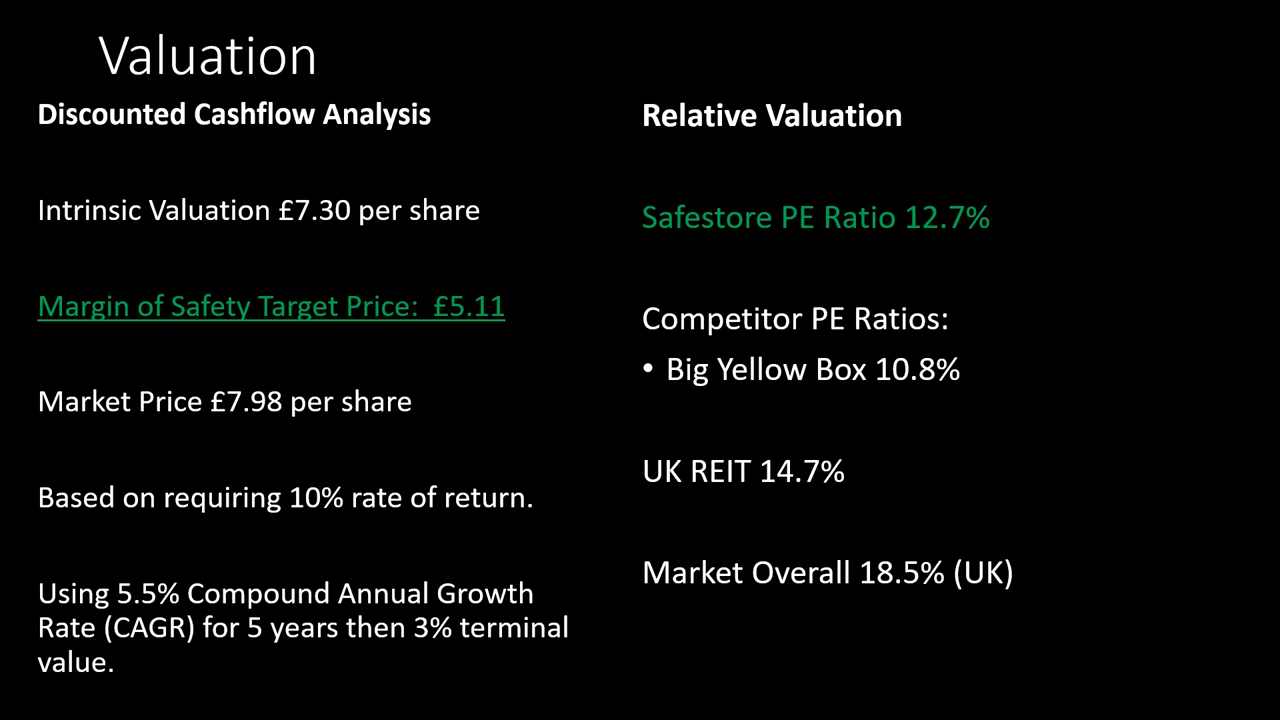 Valuation
Discounted Cashflow Analysis
Intrinsic Valuation £7.30 per share
Margin of Safety Target Price:  £5.11
Market Price £7.98 per share
Based on requiring 10% rate of return.
Using 5.5% Compound Annual Growth
Rate (CAGR) for 5 years then 3% terminal
value.
Relative Valuation
Safestore PE Ratio 12.7%
Competitor PE Ratios:
• Big Yellow Box 10.8%
UK REIT 14.7%
Market Overall 18.5% (UK)